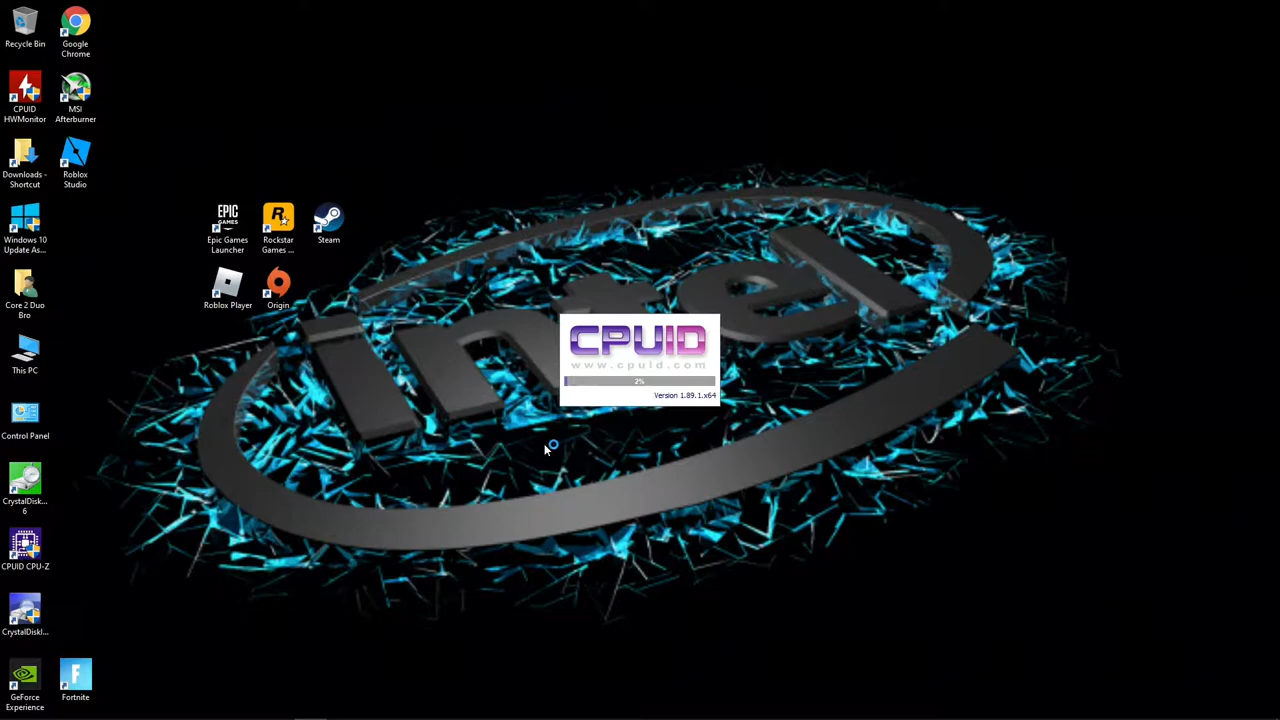 Recycle Bin
Google
Chrome
CPUID
HWMonitor
MSI
Afterburner
Downloads -
Shortcut
Roblox
Studio
Windows 10
Update As...
EPIC
GAMES
Epic Games
Launcher
R
Rockstar
Games ...
Steam
Core 2 Duo
Bro
Roblox Player
Origin
intel
CPUID
www.cpuid.com
2%
Version 1.89.1.x64
This PC
Control Panel
CrystalDisk...
6
CPUID CPU-Z
CrystalDiskI...
GeForce
Experience
F
Fortnite